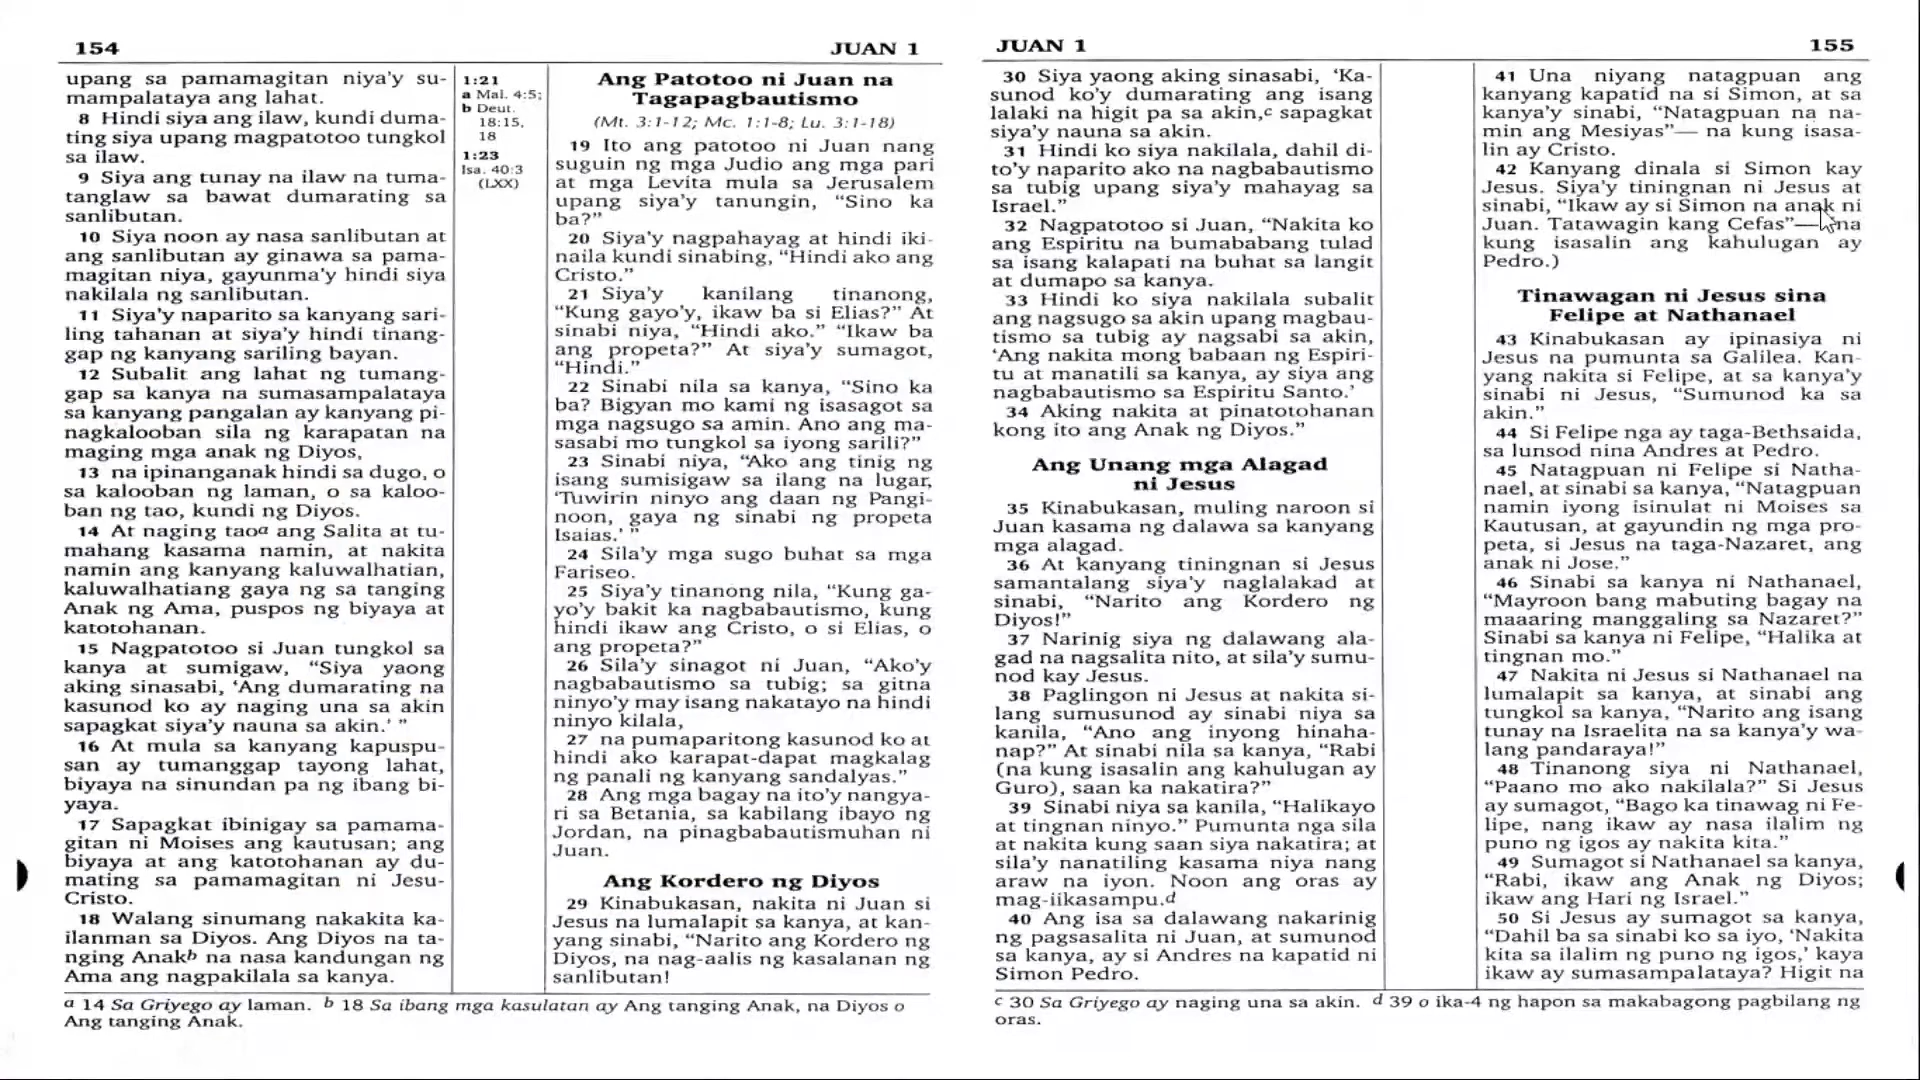 154 JUAN 1
upang sa pamamagitan niya'y su-
mampalataya ang lahat.
8 Hindi siya ang ilaw, kundi duma-
ting siya upang magpatotoo tungkol
sa ilaw.
9 Siya ang tunay na ilaw na tuma-
tanglaw sa bawat dumarating sa
sanlibutan.
10 Siya noon ay nasa sanlibutan at
ang sanlibutan ay ginawa sa pama-
magitan niya, gayunma'y hindi siya
nakilala ng sanlibutan.
11 Siya'y naparito sa kanyang sari-
ling tahanan at siya'y hindi tinang-
gap ng kanyang sariling bayan.
12 Subalit ang lahat ng tumang-
gap sa kanya na sumasampalataya
sa kanyang pangalan ay kanyang pi-
nagkalooban sila ng karapatan na
maging mga anak ng Diyos,
13 na ipinanganak hindi sa dugo, o
sa kalooban ng laman, o sa kaloo-
ban ng tao, kundi ng Diyos.
14 At naging taoa ang Salita at tu-
mahang kasama namin, at nakita
namin ang kanyang kaluwalhatian,
kaluwalhatiang gaya ng sa tanging
Anak ng Ama, puspos ng biyaya at
katotohanan.
15 Nagpatotoo si Juan tungkol sa
kanya at sumigaw, “Siya yaong
aking sinasabi, ‘Ang dumarating na
kasunod ko ay naging una sa akin
sapagkat siya'y nauna sa akin.’ ”
16 At mula sa kanyang kapuspu-
san ay tumanggap tayong lahat,
biyaya na sinundan pa ng ibang bi-
yaya.
17 Sapagkat ibinigay sa pamama-
gitan ni Moises ang kautusan; ang
biyaya at ang katotohanan ay du-
mating sa pamamagitan ni Jesu-
Cristo.
18 Walang sinumang nakakita ka-
ilanman sa Diyos. Ang Diyos na ta-
nging Anakb na nasa kandungan ng
Ama ang nagpakilala sa kanya.
1:21
a Mal. 4:5;
b Deut.
18:15,
18
1:23
Isa. 40:3
(LXX)
Ang Patotoo ni Juan na
Tagapagbautismo
(Mt. 3:1-12; Mc. 1:1-8; Lu. 3:1-18)
19 Ito ang patotoo ni Juan nang
suguin ng mga Judio ang mga pari
at mga Levita mula sa Jerusalem
upang siya'y tanungin, “Sino ka
ba?”
20 Siya'y nagpahayag at hindi iki-
naila kundi sinabing, “Hindi ako ang
Cristo.”
21 Siya'y kanilang tinanong,
“Kung gayo'y, ikaw ba si Elias?” At
sinabi niya, “Hindi ako.” “Ikaw ba
ang propeta?” At siya'y sumagot,
“Hindi.”
22 Sinabi nila sa kanya, “Sino ka
ba? Bigyan mo kami ng isasagot sa
mga nagsugo sa amin. Ano ang ma-
sasabi mo tungkol sa iyong sarili?”
23 Sinabi niya, “Ako ang tinig ng
isang sumisigaw sa ilang na lugar,
‘Tuwirin ninyo ang daan ng Pangi-
noon, gaya ng sinabi ng propeta
Isaias.’ ”
24 Sila'y mga sugo buhat sa mga
Fariseo.
25 Siya'y tinanong nila, “Kung ga-
yo'y bakit ka nagbabautismo, kung
hindi ikaw ang Cristo, o si Elias, o
ang propeta?”
26 Sila'y sinagot ni Juan, “Ako'y
nagbabautismo sa tubig; sa gitna
ninyo'y may isang nakatayo na hindi
ninyo kilala,
27 na pumaparitong kasunod ko at
hindi ako karapat-dapat magkalag
ng panali ng kanyang sandalyas.”
28 Ang mga bagay na ito'y nangya-
ri sa Betania, sa kabilang ibayo ng
Jordan, na pinagbabautismuhan ni
Juan.
Ang Kordero ng Diyos
29 Kinabukasan, nakita ni Juan si
Jesus na lumalapit sa kanya, at kan-
yang sinabi, “Narito ang Kordero ng
Diyos, na nag-aalis ng kasalanan ng
sanlibutan!
a 14 Sa Griyego ay laman. b 18 Sa ibang mga kasulatan ay Ang tanging Anak, na Diyos o
Ang tanging Anak.
JUAN 1 155
30 Siya yaong aking sinasabi, ‘Ka-
sunod ko'y dumarating ang isang
lalaki na higit pa sa akin,c sapagkat
siya'y nauna sa akin.
31 Hindi ko siya nakilala, dahil di-
to'y naparito ako na nagbabautismo
sa tubig upang siya'y mahayag sa
Israel.”
32 Nagpatotoo si Juan, “Nakita ko
ang Espiritu na bumababang tulad
sa isang kalapati na buhat sa langit
at dumapo sa kanya.
33 Hindi ko siya nakilala subalit
ang nagsugo sa akin upang magbau-
tismo sa tubig ay nagsabi sa akin,
‘Ang nakita mong babaan ng Espiri-
tu at manatili sa kanya, ay siya ang
nagbabautismo sa Espiritu Santo.’
34 Aking nakita at pinatotohanan
kong ito ang Anak ng Diyos.”
Ang Unang mga Alagad
ni Jesus
35 Kinabukasan, muling naroon si
Juan kasama ng dalawa sa kanyang
mga alagad.
36 At kanyang tiningnan si Jesus
samantalang siya'y naglalakad at
sinabi, “Narito ang Kordero ng
Diyos!”
37 Narinig siya ng dalawang ala-
gad na nagsalita nito, at sila'y sumu-
nod kay Jesus.
38 Paglingon ni Jesus at nakita si-
lang sumusunod ay sinabi niya sa
kanila, “Ano ang inyong hinaha-
nap?” At sinabi nila sa kanya, “Rabi
(na kung isasalin ang kahulugan ay
Guro), saan ka nakatira?”
39 Sinabi niya sa kanila, “Halikayo
at tingnan ninyo.” Pumunta nga sila
at nakita kung saan siya nakatira; at
sila'y nanatiling kasama niya nang
araw na iyon. Noon ang oras ay
mag-iikasampu.d
40 Ang isa sa dalawang nakarinig
ng pagsasalita ni Juan, at sumunod
sa kanya, ay si Andres na kapatid ni
Simon Pedro.
41 Una niyang natagpuan ang
kanyang kapatid na si Simon, at sa
kanya'y sinabi, “Natagpuan na na-
min ang Mesiyas”— na kung isasa-
lin ay Cristo.
42 Kanyang dinala si Simon kay
Jesus. Siya'y tiningnan ni Jesus at
sinabi, “Ikaw ay si Simon na anak ni
Juan. Tatawagin kang Cefas”— na
kung isasalin ang kahulugan ay
Pedro.)
Tinawagan ni Jesus sina
Felipe at Nathanael
43 Kinabukasan ay ipinasiya ni
Jesus na pumunta sa Galilea. Kan-
yang nakita si Felipe, at sa kanya'y
sinabi ni Jesus, “Sumunod ka sa
akin.”
44 Si Felipe nga ay taga-Bethsaida,
sa lunsod nina Andres at Pedro.
45 Natagpuan ni Felipe si Natha-
nael, at sinabi sa kanya, “Natagpuan
namin iyong isinulat ni Moises sa
Kautusan, at gayundin ng mga pro-
peta, si Jesus na taga-Nazaret, ang
anak ni Jose.”
46 Sinabi sa kanya ni Nathanael,
“Mayroon bang mabuting bagay na
maaaring manggaling sa Nazaret?”
Sinabi sa kanya ni Felipe, “Halika at
tingnan mo.”
47 Nakita ni Jesus si Nathanael na
lumalapit sa kanya, at sinabi ang
tungkol sa kanya, “Narito ang isang
tunay na Israelita na sa kanya'y wa-
lang pandaraya!”
48 Tinanong siya ni Nathanael,
“Paano mo ako nakilala?” Si Jesus
ay sumagot, “Bago ka tinawag ni Fe-
lipe, nang ikaw ay nasa ilalim ng
puno ng igos ay nakita kita.”
49 Sumagot si Nathanael sa kanya,
“Rabi, ikaw ang Anak ng Diyos;
ikaw ang Hari ng Israel.”
50 Si Jesus ay sumagot sa kanya,
“Dahil ba sa sinabi ko sa iyo, ‘Nakita
kita sa ilalim ng puno ng igos,’ kaya
ikaw ay sumasampalataya? Higit na
c 30 Sa Griyego ay naging una sa akin. d 39 o ika-4 ng hapon sa makabagong pagbilang ng
oras.